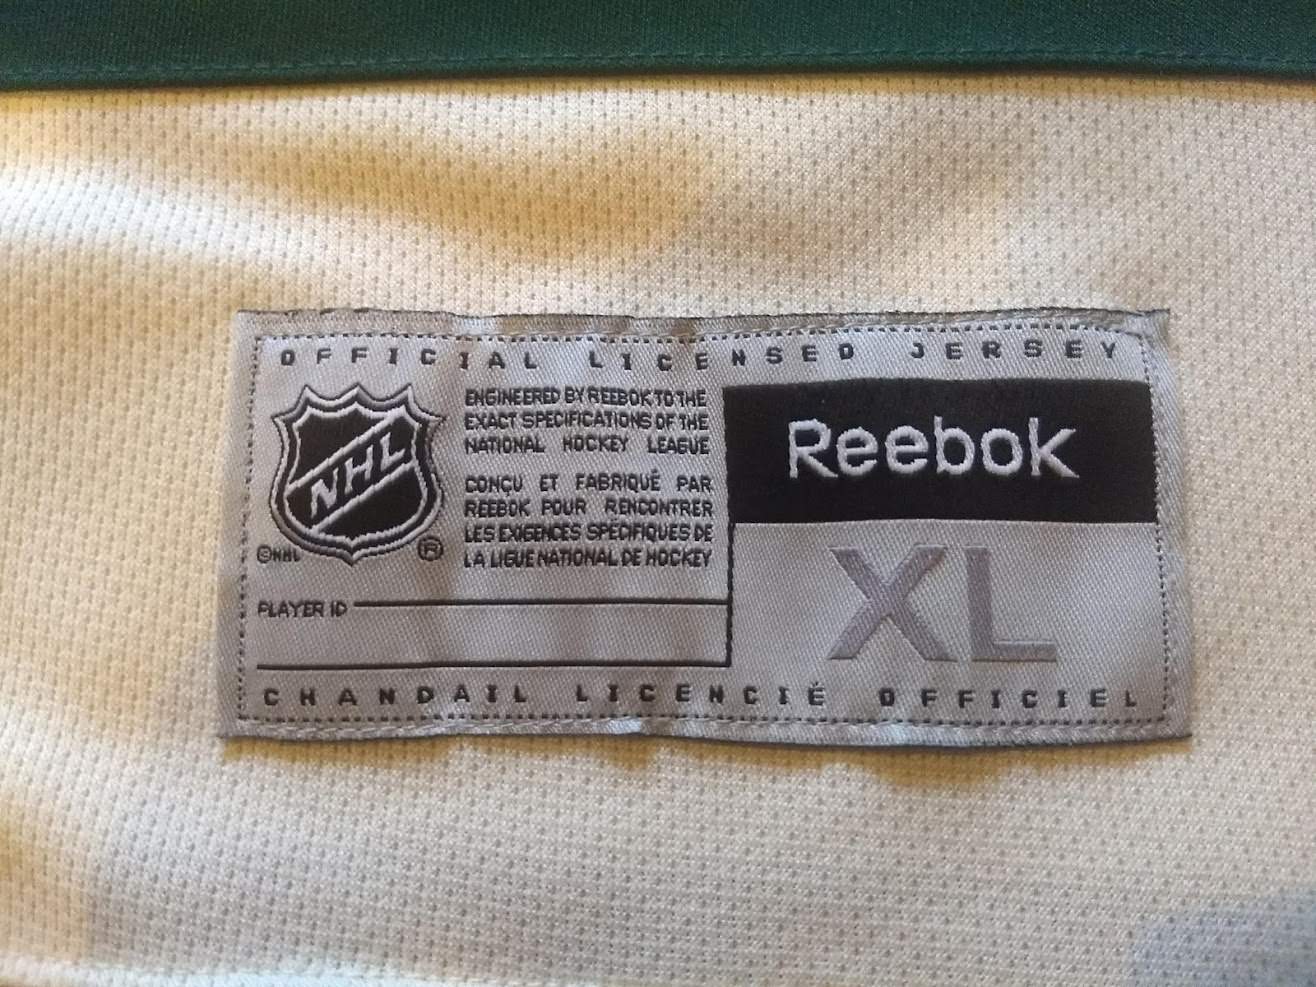 OFFICIAL LICENSED JERSEY
NHL
©NHL ®
ENGINEERED BY REEBOK TO THE
EXACT SPECIFICATIONS OF THE
NATIONAL HOCKEY LEAGUE
CONÇU ET FABRIQUÉ PAR
REEBOK POUR RENCONTRER
LES EXIGENCES SPÉCIFIQUES DE
LA LIGUE NATIONAL DE HOCKEY
Reebok
XL
PLAYER ID
CHANDAIL LICENCIÉ OFFICIEL